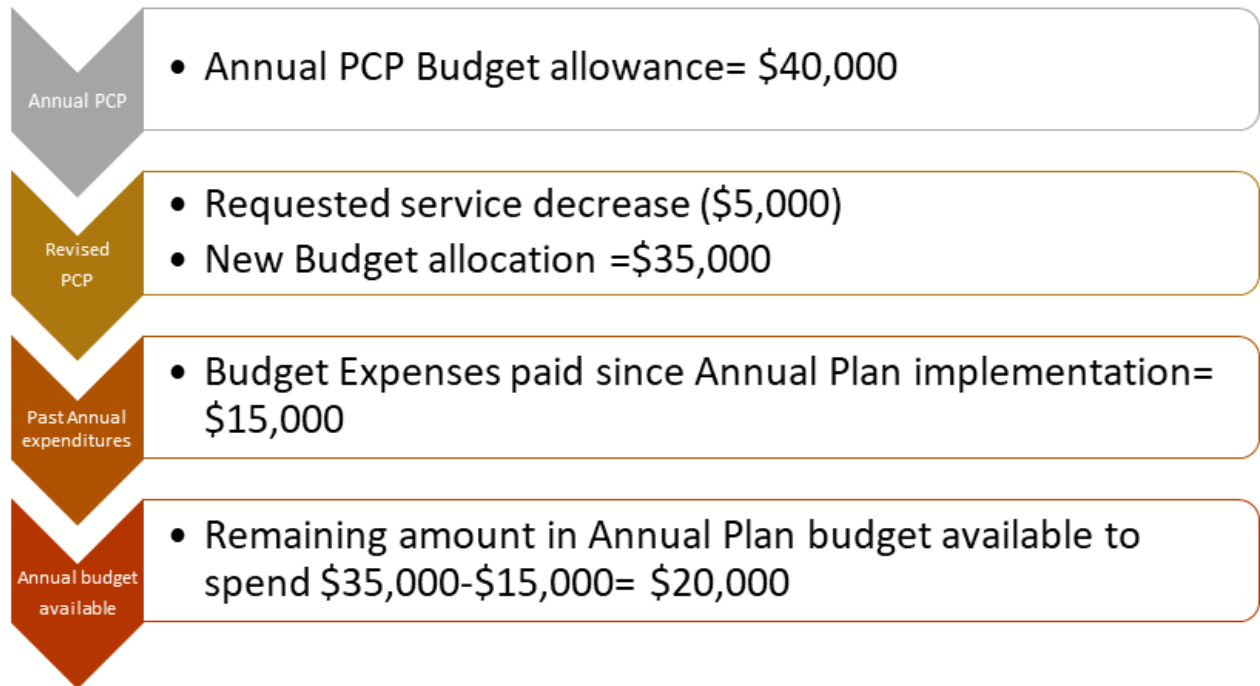 Annual PCP
• Annual PCP Budget allowance= $40,000
Revised
PCP
• Requested service decrease ($5,000)
• New Budget allocation =$35,000
Past Annual
expenditures
• Budget Expenses paid since Annual Plan implementation=
$15,000
Annual budget
available
• Remaining amount in Annual Plan budget available to
spend $35,000-$15,000= $20,000